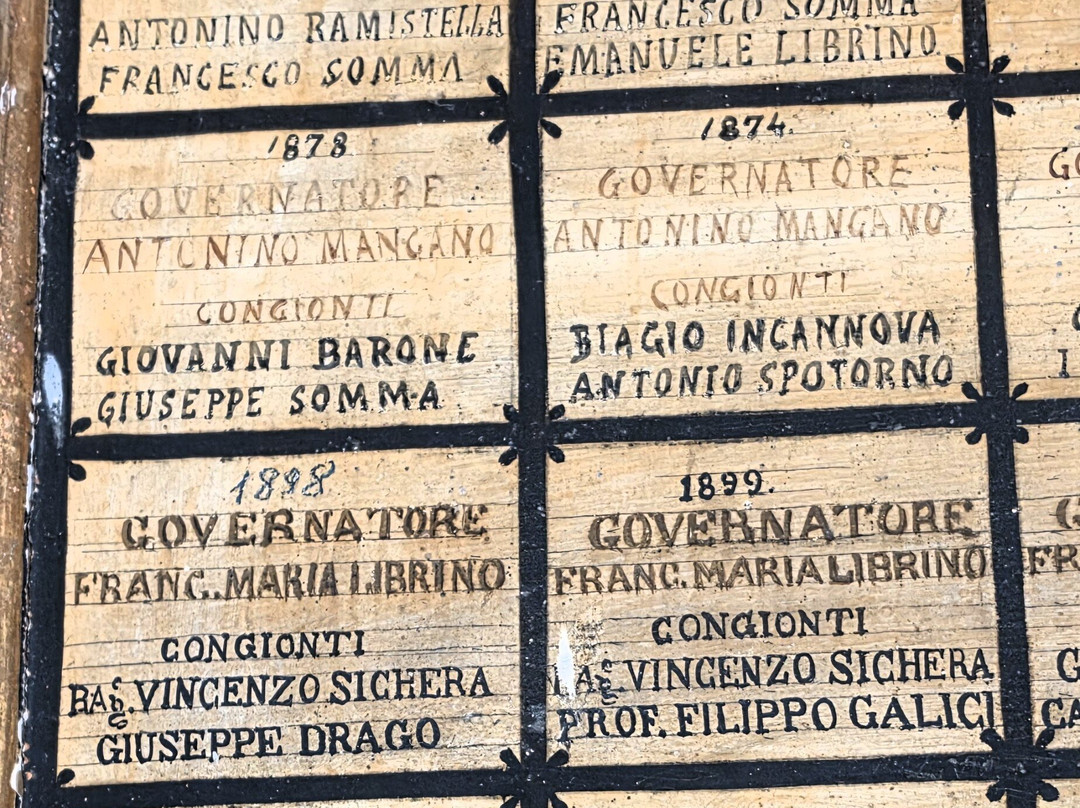 ANTONINO RAMISTELLA
FRANCESCO SOMMA
FRANCESCO SOMMA
EMANUELE LIBRINO
1873
GOVERNATORE
ANTONINO MANGANO
CONGIONTI
GIOVANNI BARONE
GIUSEPPE SOMMA
1874.
GOVERNATORE
ANTONINO MANGANO
CONGIONTI
BIAGIO INCANNOVA
ANTONIO SPOTORNO
1898
GOVERNATORE
FRANC. MARIA LIBRINO
CONGIONTI
RAG. VINCENZO SICHERA
GIUSEPPE DRAGO
1899.
GOVERNATORE
FRANC. MARIA LIBRINO
CONGIONTI
RAG. VINCENZO SICHERA
PROF. FILIPPO GALICI